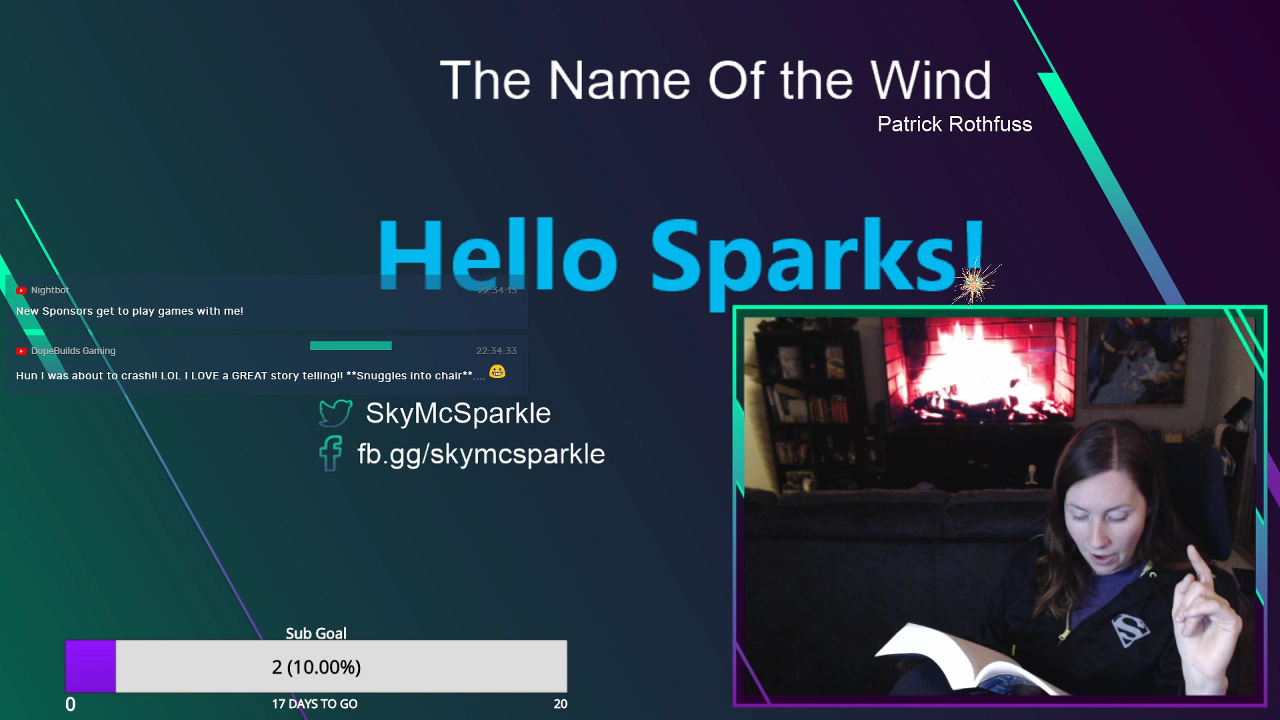 The Name Of the Wind
Patrick Rothfuss
Hello Sparks!
Nightbot 22:34:13
New Sponsors get to play games with me!
DopeBuilds Gaming 22:34:33
Hun I was about to crash!! LOL I LOVE a GREAT story telling!! **Snuggles into chair**....
SkyMcSparkle
fb.gg/skymcsparkle
Sub Goal
2 (10.00%)
0 17 DAYS TO GO 20